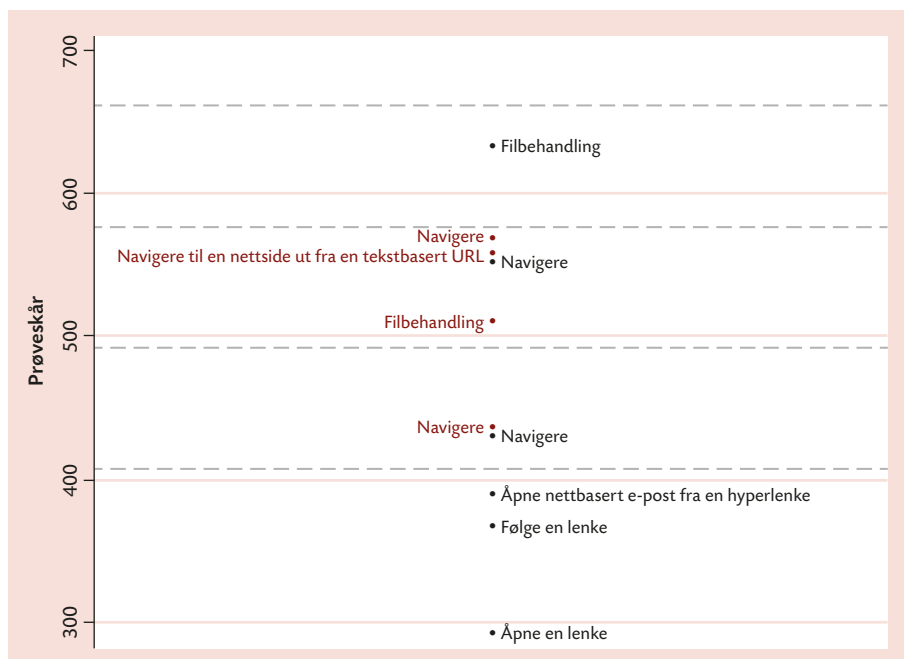 700
Filbehandling
600
Navigere
Navigere til en nettside ut fra en tekstbasert URL
Navigere
Filbehandling
500
Prøveskår
Navigere
Navigere
400
Åpne nettbasert e-post fra en hyperlenke
Følge en lenke
300
Åpne en lenke